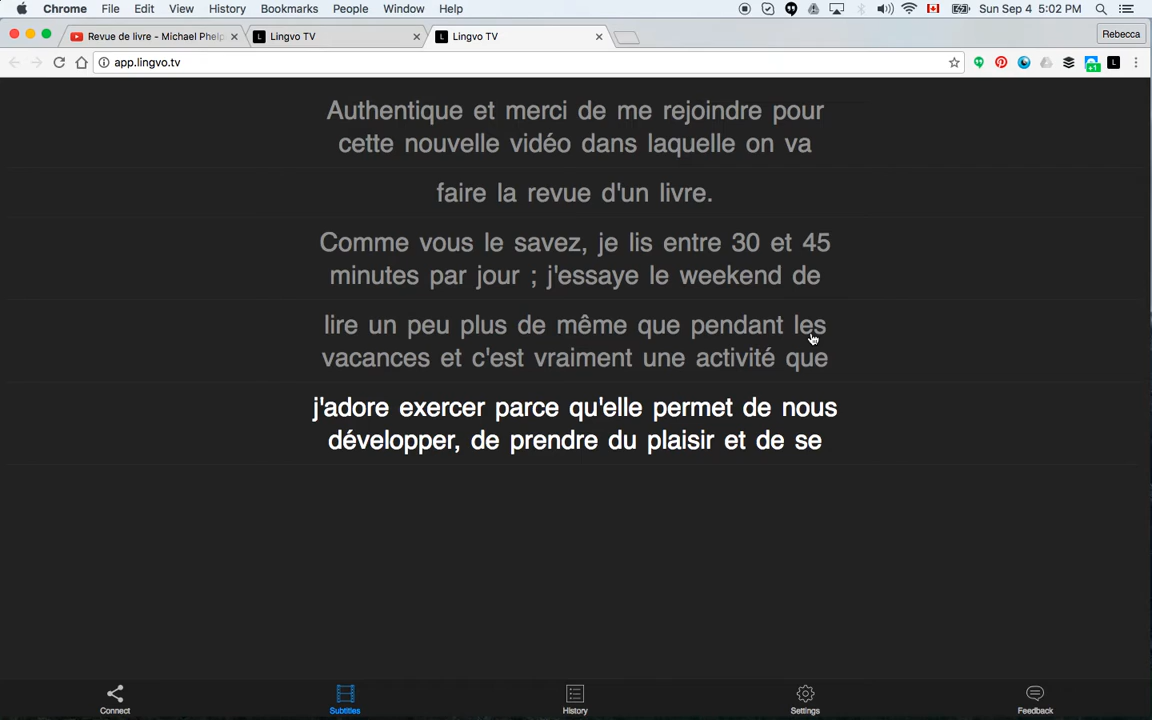 Chrome File Edit View History Bookmarks People Window Help Sun Sep 4 5:02 PM
Revue de livre - Michael Phelp Lingvo TV Lingvo TV Rebecca
app.lingvo.tv +1 L
Authentique et merci de me rejoindre pour
cette nouvelle vidéo dans laquelle on va
faire la revue d'un livre.
Comme vous le savez, je lis entre 30 et 45
minutes par jour ; j'essaye le weekend de
lire un peu plus de même que pendant les
vacances et c'est vraiment une activité que
j'adore exercer parce qu'elle permet de nous
développer, de prendre du plaisir et de se
Connect Subtitles History Settings Feedback